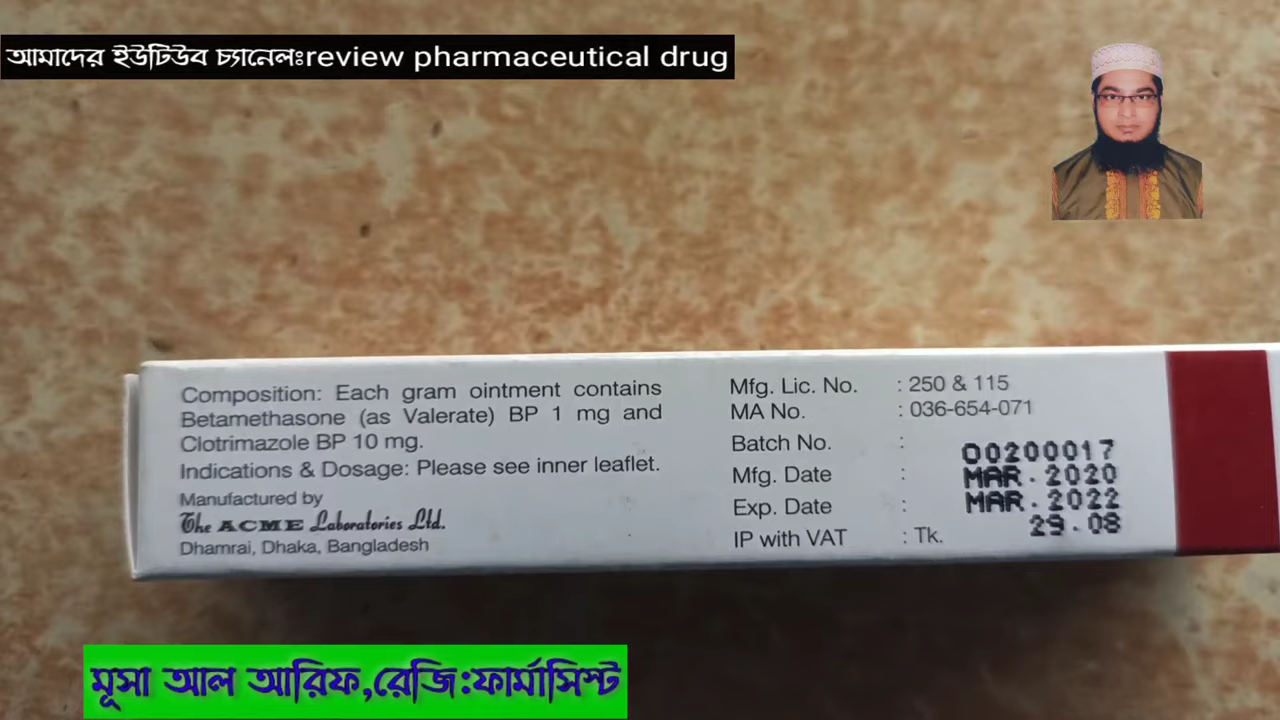 আমাদের ইউটিউব চ্যানেলঃreview pharmaceutical drug
Composition: Each gram ointment contains
Betamethasone (as Valerate) BP 1 mg and
Clotrimazole BP 10 mg.
Indications & Dosage: Please see inner leaflet.
Manufactured by
The ACME Laboratories Ltd.
Dhamrai, Dhaka, Bangladesh
Mfg. Lic. No. : 250 & 115
MA No. : 036-654-071
Batch No. : 00200017
Mfg. Date : MAR.2020
Exp. Date : MAR.2022
IP with VAT : Tk. 29.08
মূসা আল আরিফ,রেজি:ফার্মাসিস্ট